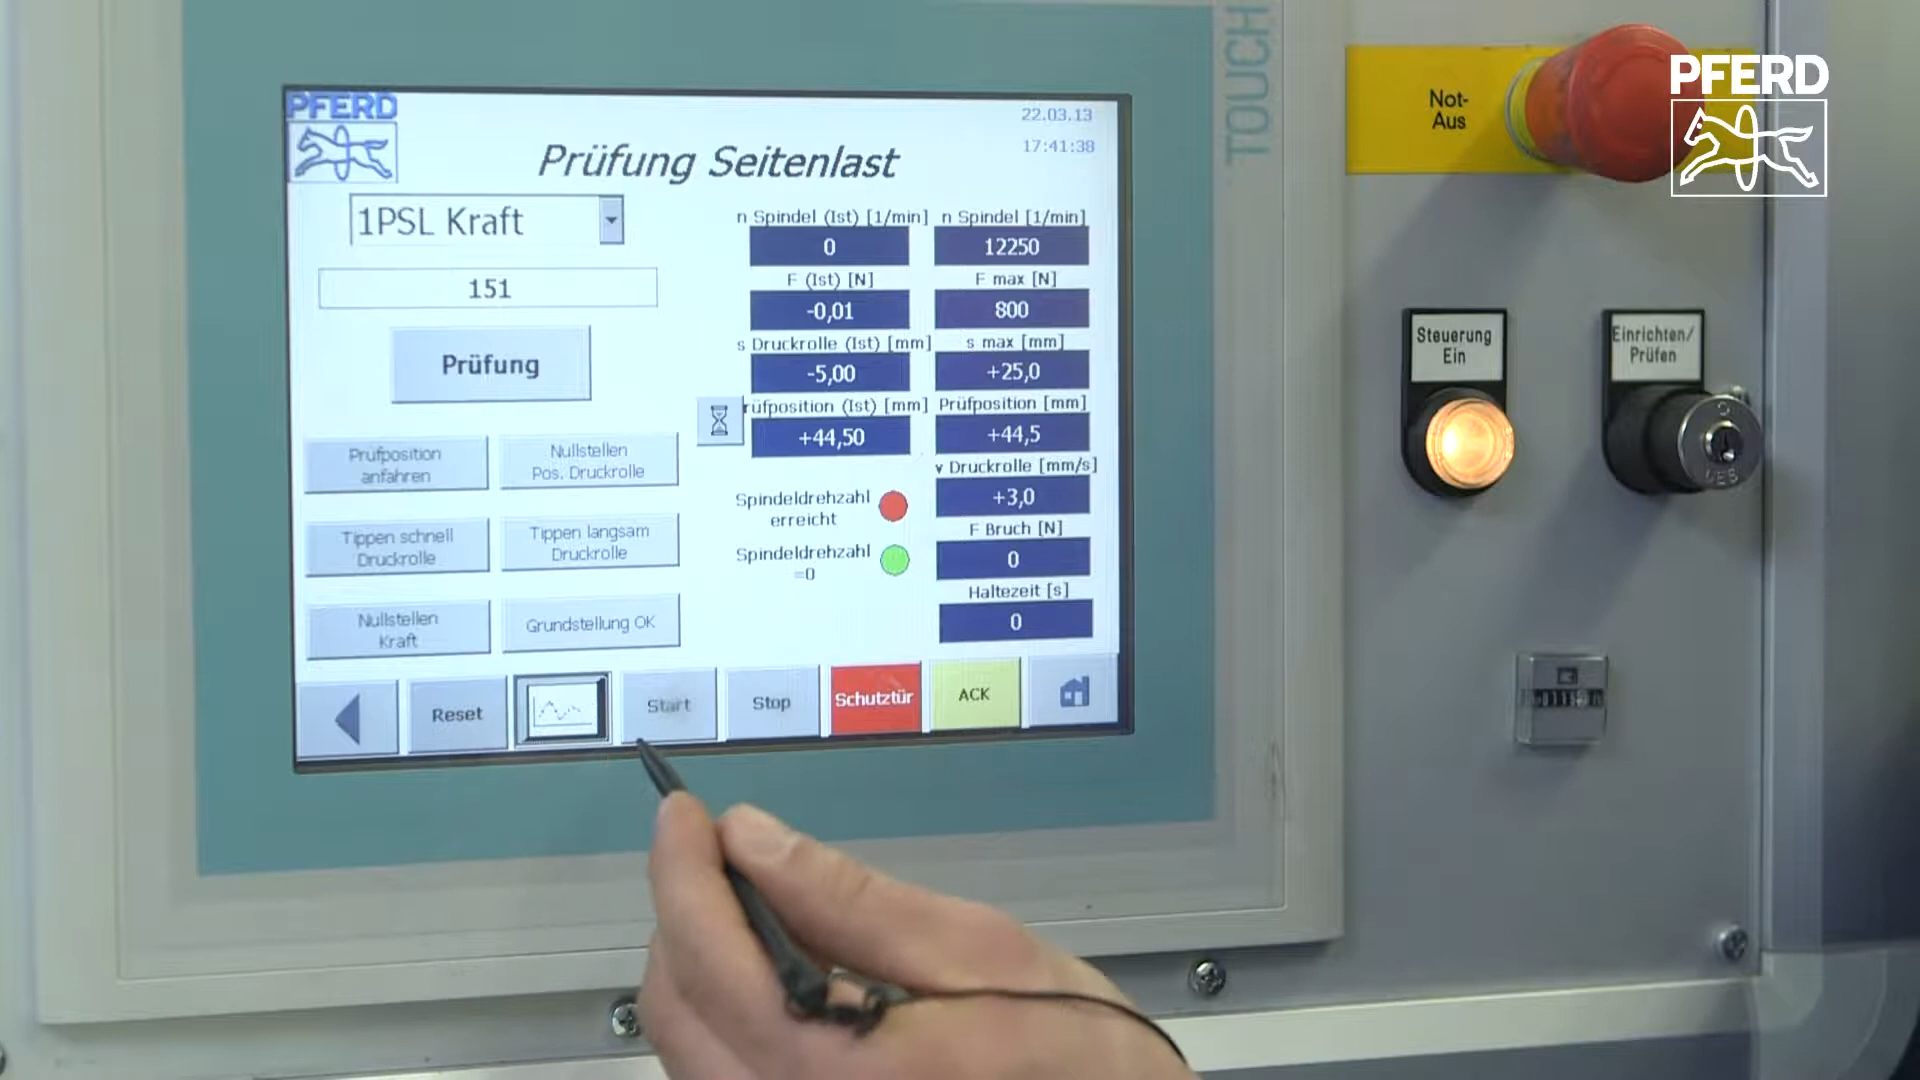 PFERD
22.03.13
17:41:38
Prüfung Seitenlast
1PSL Kraft
151
Prüfung
Prüfposition
anfahren
Nullstellen
Pos. Druckrolle
Tippen schnell
Druckrolle
Tippen langsam
Druckrolle
Nullstellen
Kraft
Grundstellung OK
n Spindel (Ist) [1/min]
0
n Spindel [1/min]
12250
F (Ist) [N]
-0,01
F max [N]
800
s Druckrolle (Ist) [mm]
-5,00
s max [mm]
+25,0
rüfposition (Ist) [mm]
+44,50
Prüfposition [mm]
+44,5
v Druckrolle [mm/s]
+3,0
Spindeldrehzahl
erreicht
F Bruch [N]
0
Spindeldrehzahl
=0
Haltezeit [s]
0
Reset
Start
Stop
Schutztür
ACK
TOUCH
Not-
Aus
PFERD
Steuerung
Ein
Einrichten/
Prüfen